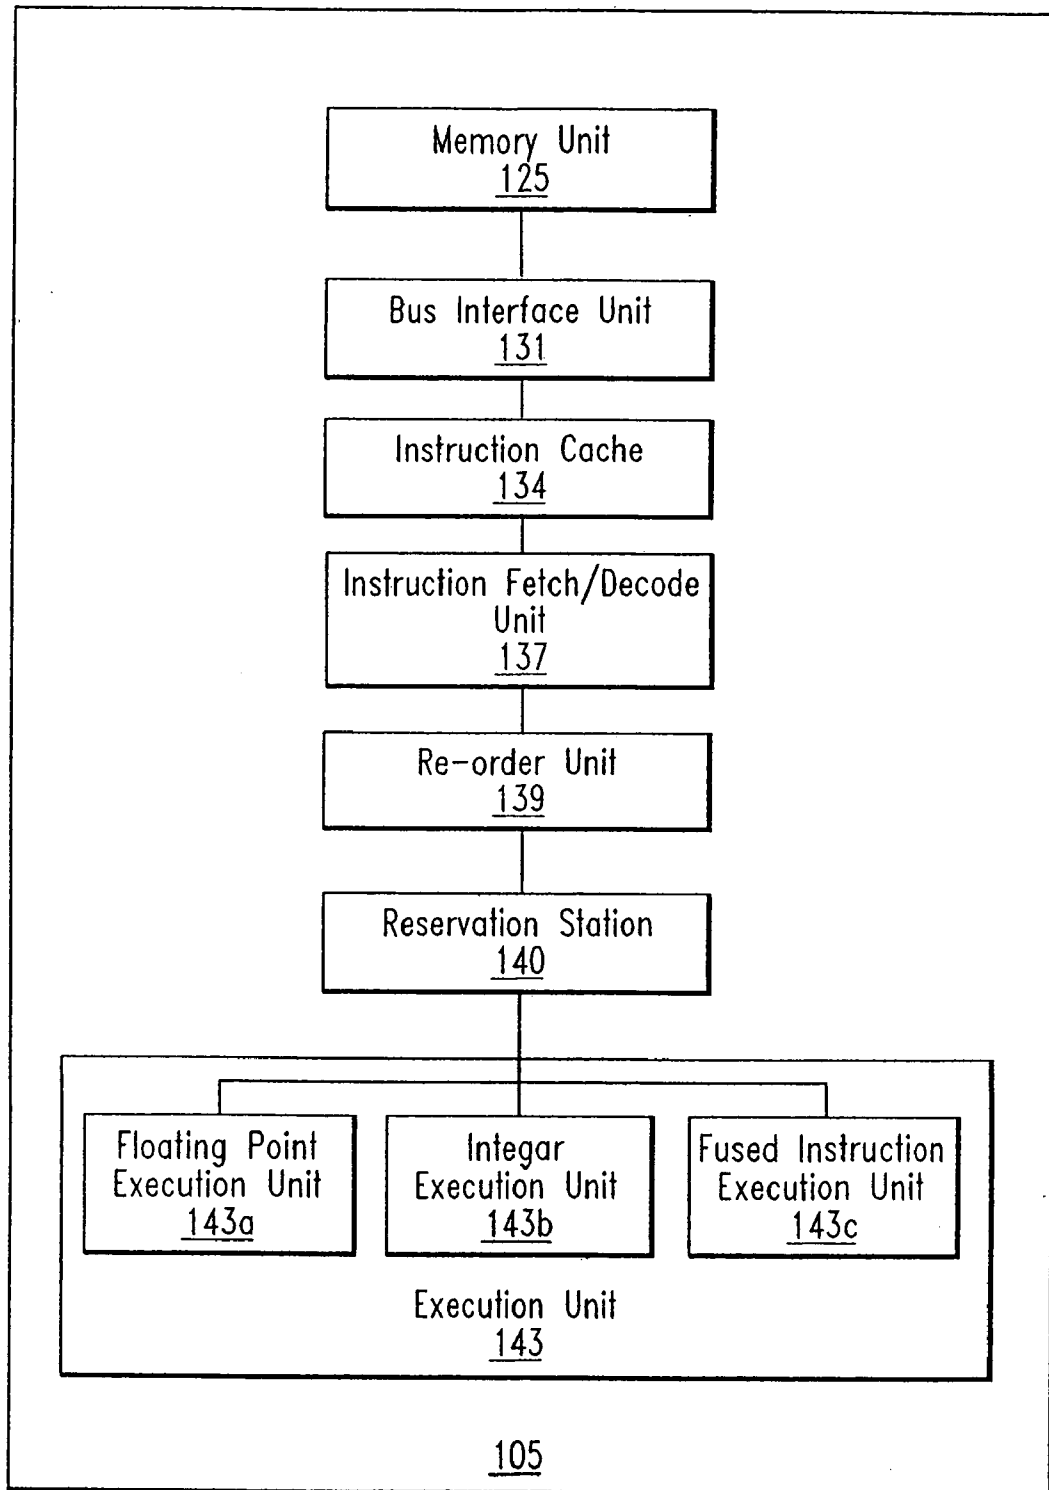 Memory Unit
125
Bus Interface Unit
131
Instruction Cache
134
Instruction Fetch/Decode
Unit
137
Re-order Unit
139
Reservation Station
140
Floating Point
Execution Unit
143a
Integar
Execution Unit
143b
Fused Instruction
Execution Unit
143c
Execution Unit
143
105